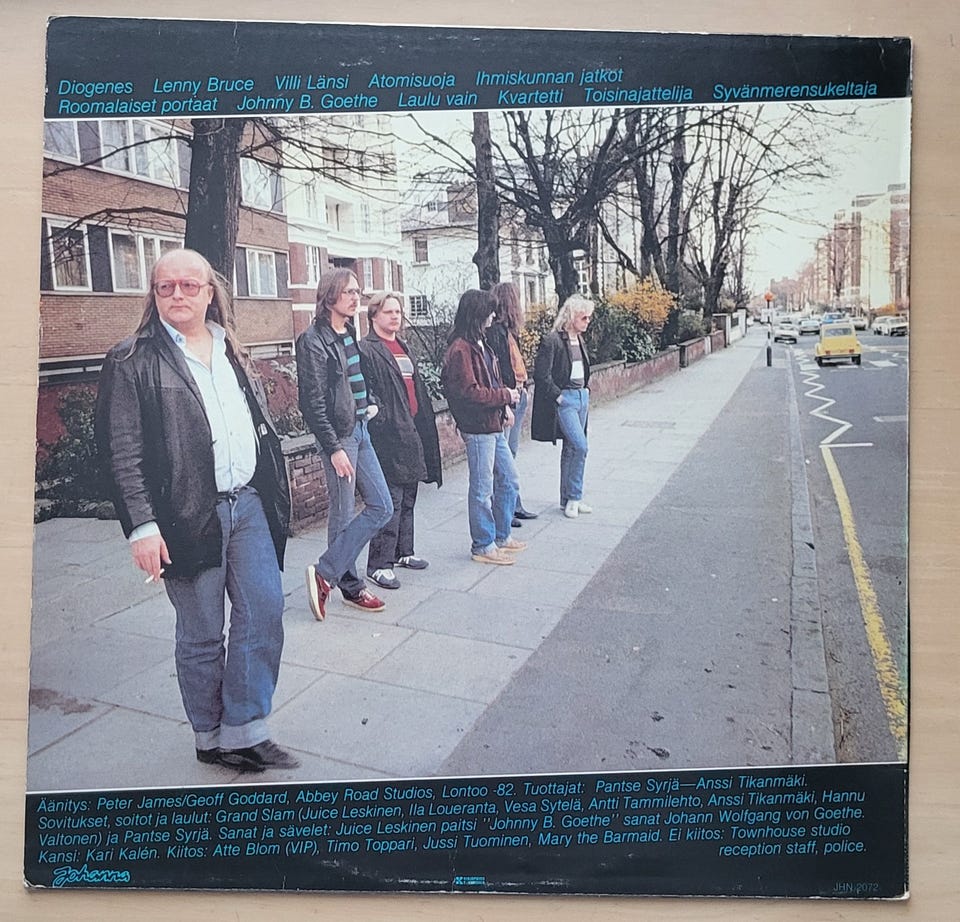 Diogenes Lenny Bruce Villi Länsi Atomisuoja Ihmiskunnan jatkot
Roomalaiset portaat Johnny B. Goethe Laulu vain Kvartetti Toisinajattelija Syvänmerensukeltaja
Äänitys: Peter James/Geoff Goddard, Abbey Road Studios, Lontoo -82. Tuottajat: Pantse Syrjä—Anssi Tikanmäki.
Sovitukset, soitot ja laulut: Grand Slam (Juice Leskinen, Ila Loueranta, Vesa Sytelä, Antti Tammilehto, Anssi Tikanmäki, Hannu
Valtonen) ja Pantse Syrjä. Sanat ja sävelet: Juice Leskinen paitsi "Johnny B. Goethe" sanat Johann Wolfgang von Goethe.
Kansi: Kari Kalén. Kiitos: Atte Blom (VIP), Timo Toppari, Jussi Tuominen, Mary the Barmaid. Ei kiitos: Townhouse studio
reception staff, police.
Johanna
JHN 2072